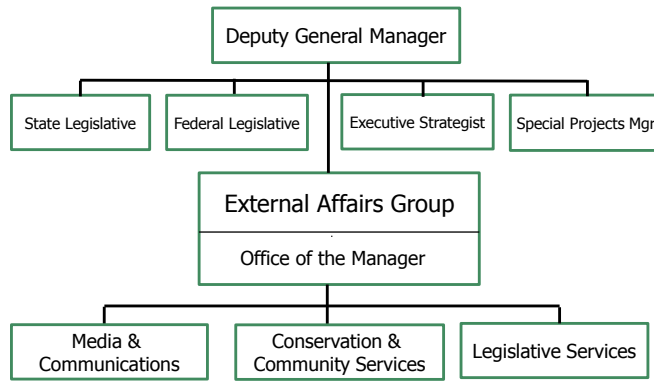 Deputy General Manager
State Legislative
Federal Legislative
Executive Strategist
Special Projects Mgr
External Affairs Group
Office of the Manager
Media &
Communications
Conservation &
Community Services
Legislative Services